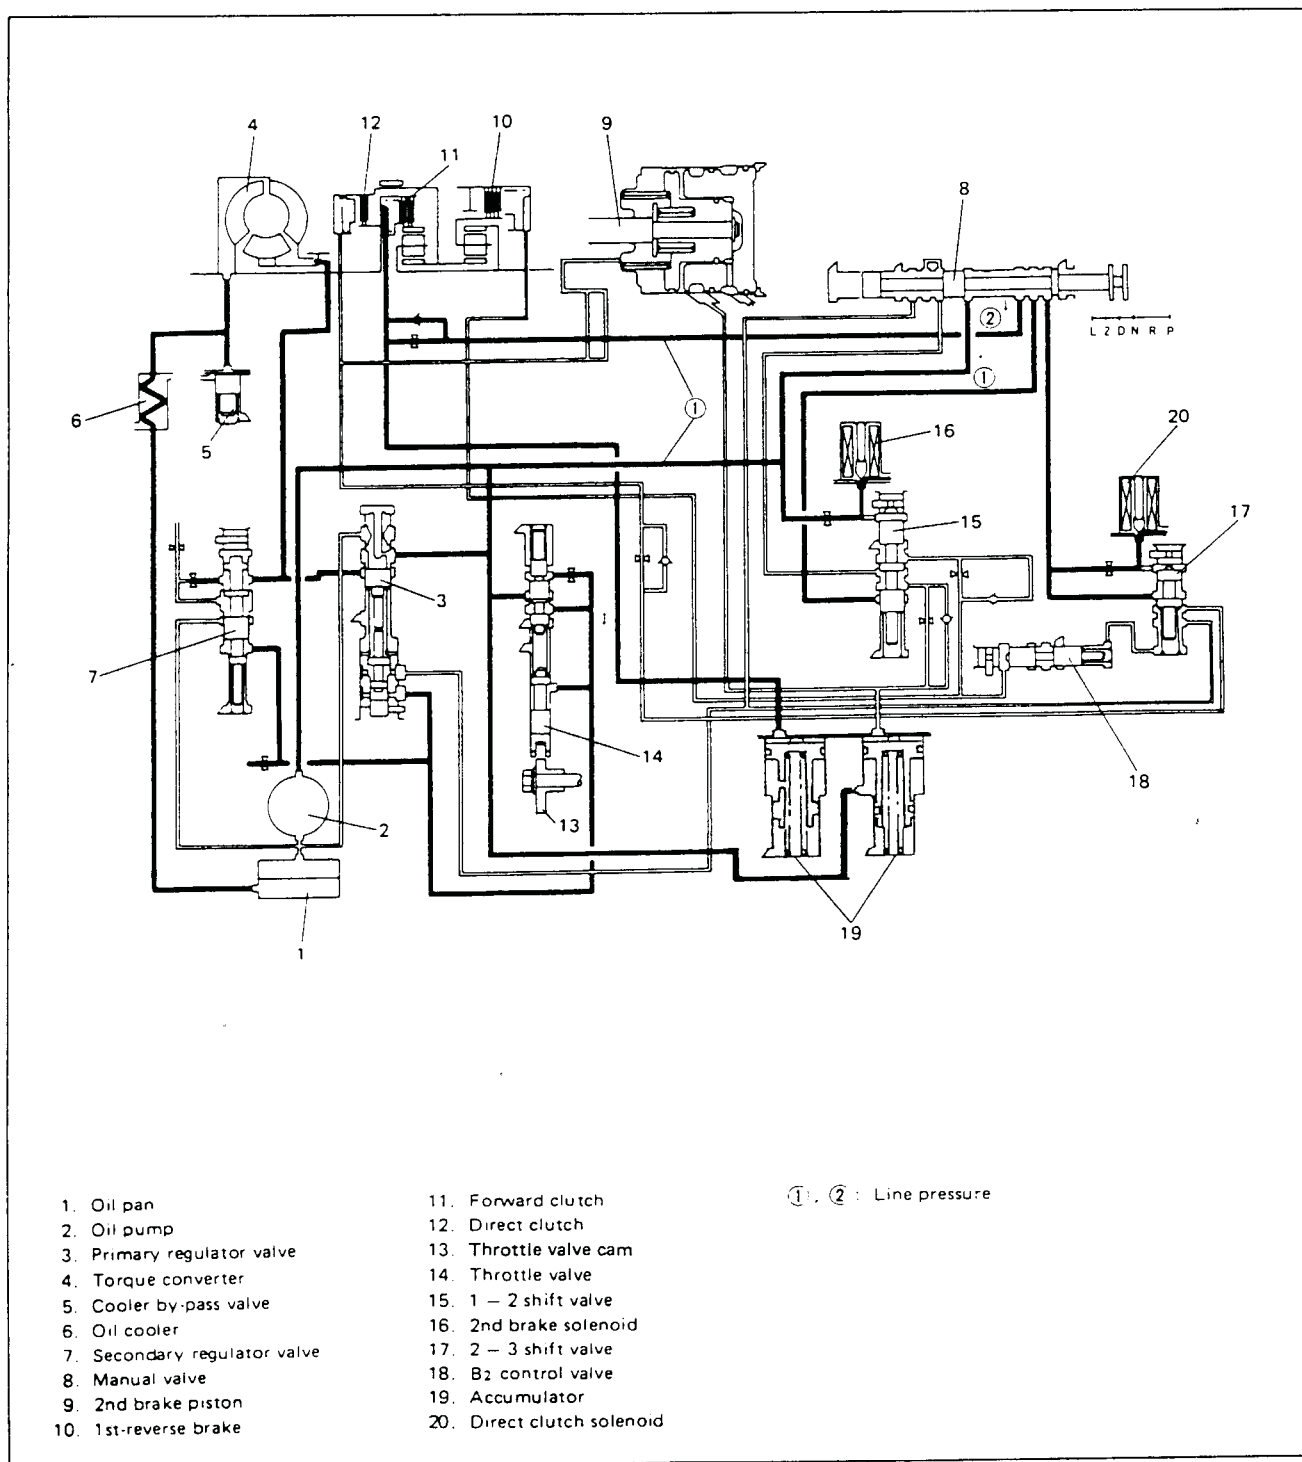 4
12
11
10
9
8
2
L 2 D N R P
1
1
6
5
16
20
15
17
3
7
14
18
2
13
1
19
1. Oil pan
2. Oil pump
3. Primary regulator valve
4. Torque converter
5. Cooler by-pass valve
6. Oil cooler
7. Secondary regulator valve
8. Manual valve
9. 2nd brake piston
10. 1st-reverse brake
11. Forward clutch
12. Direct clutch
13. Throttle valve cam
14. Throttle valve
15. 1 – 2 shift valve
16. 2nd brake solenoid
17. 2 – 3 shift valve
18. B2 control valve
19. Accumulator
20. Direct clutch solenoid
①, ② : Line pressure